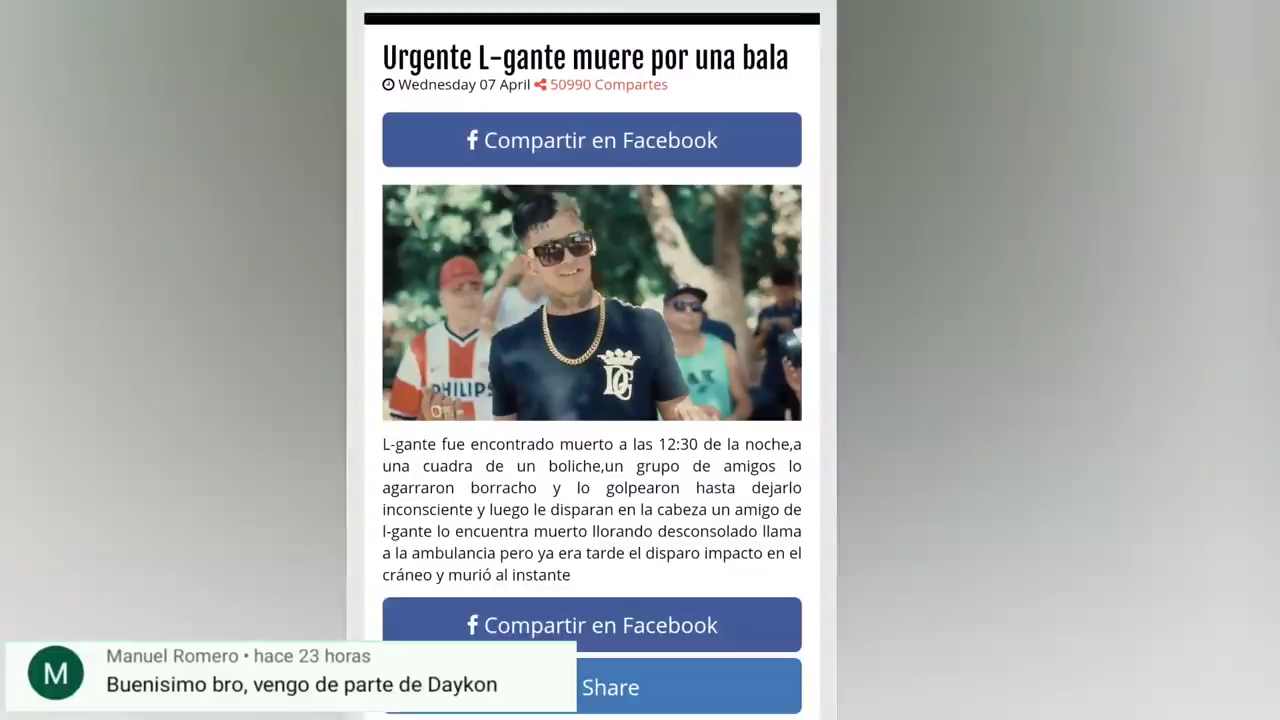 Urgente L-gante muere por una bala
Wednesday 07 April 50990 Compartes
f Compartir en Facebook
PHILIPS
DG
L-gante fue encontrado muerto a las 12:30 de la noche,a
una cuadra de un boliche,un grupo de amigos lo
agarraron borracho y lo golpearon hasta dejarlo
inconsciente y luego le disparan en la cabeza un amigo de
l-gante lo encuentra muerto llorando desconsolado llama
a la ambulancia pero ya era tarde el disparo impacto en el
cráneo y murió al instante
f Compartir en Facebook
Share
M
Manuel Romero • hace 23 horas
Buenisimo bro, vengo de parte de Daykon